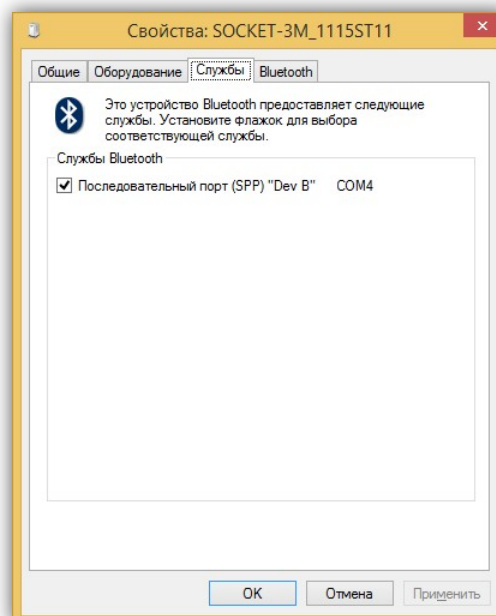 Свойства: SOCKET-3M_1115ST11
Общие Оборудование Службы Bluetooth
Это устройство Bluetooth предоставляет следующие
службы. Установите флажок для выбора
соответствующей службы.
Службы Bluetooth
Последовательный порт (SPP) "Dev B" COM4
OK Отмена Применить